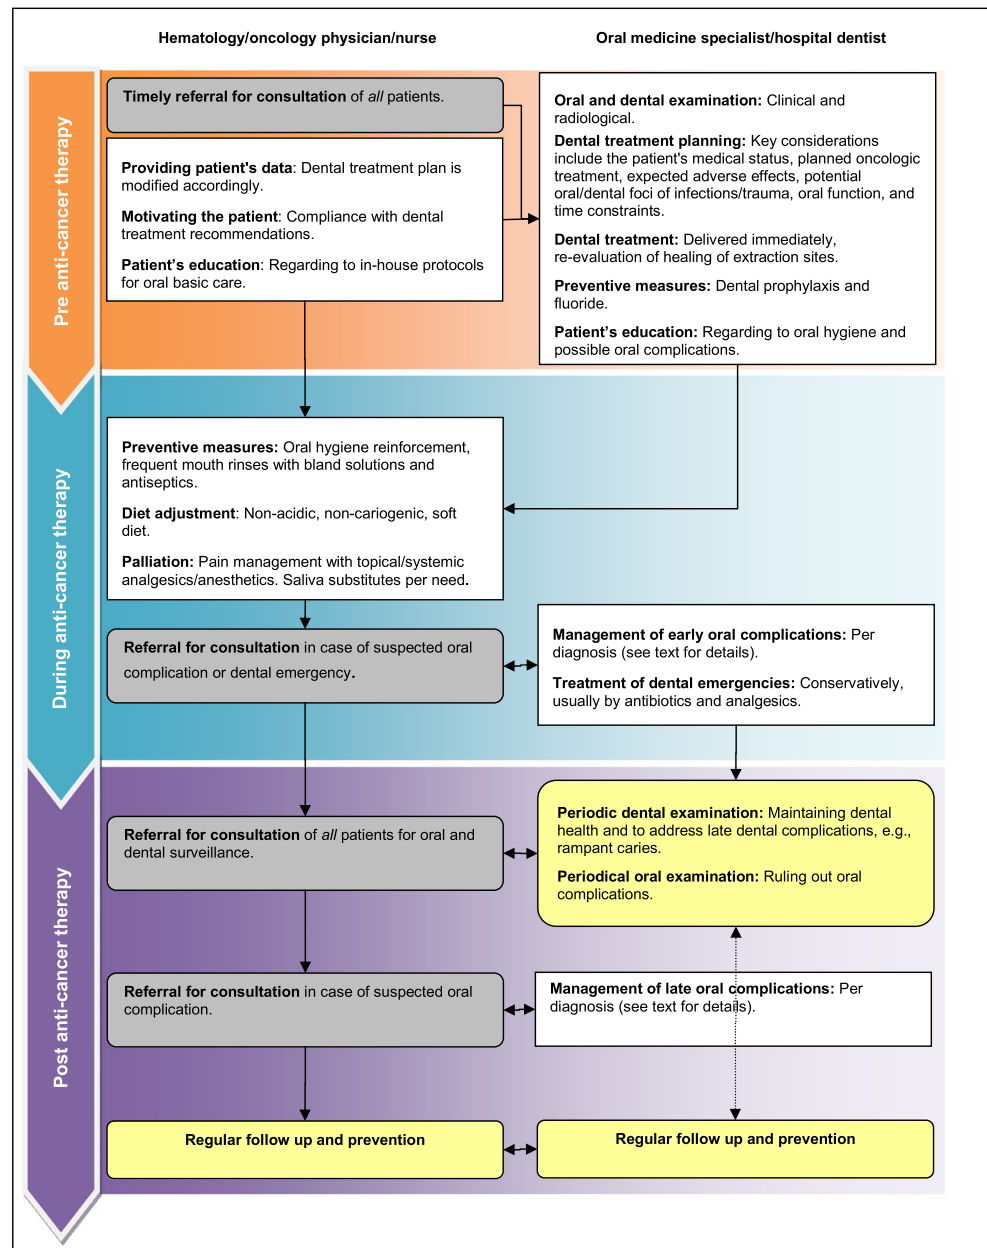 Hematology/oncology physician/nurse
Oral medicine specialist/hospital dentist
Pre anti-cancer therapy
Timely referral for consultation of all patients.
Providing patient's data: Dental treatment plan is
modified accordingly.
Motivating the patient: Compliance with dental
treatment recommendations.
Patient's education: Regarding to in-house protocols
for oral basic care.
Oral and dental examination: Clinical and
radiological.
Dental treatment planning: Key considerations
include the patient's medical status, planned oncologic
treatment, expected adverse effects, potential
oral/dental foci of infections/trauma, oral function, and
time constraints.
Dental treatment: Delivered immediately,
re-evaluation of healing of extraction sites.
Preventive measures: Dental prophylaxis and
fluoride.
Patient's education: Regarding to oral hygiene and
possible oral complications.
During anti-cancer therapy
Preventive measures: Oral hygiene reinforcement,
frequent mouth rinses with bland solutions and
antiseptics.
Diet adjustment: Non-acidic, non-cariogenic, soft
diet.
Palliation: Pain management with topical/systemic
analgesics/anesthetics. Saliva substitutes per need.
Referral for consultation in case of suspected oral
complication or dental emergency.
Management of early oral complications: Per
diagnosis (see text for details).
Treatment of dental emergencies: Conservatively,
usually by antibiotics and analgesics.
Post anti-cancer therapy
Referral for consultation of all patients for oral and
dental surveillance.
Periodic dental examination: Maintaining dental
health and to address late dental complications, e.g.,
rampant caries.
Periodical oral examination: Ruling out oral
complications.
Referral for consultation in case of suspected oral
complication.
Management of late oral complications: Per
diagnosis (see text for details).
Regular follow up and prevention
Regular follow up and prevention